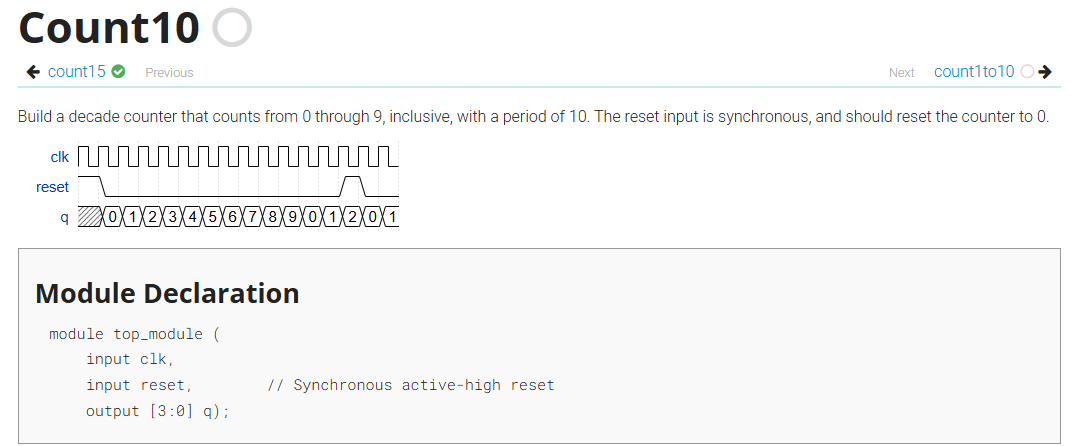 Count10
count15 Previous Next count1to10
Build a decade counter that counts from 0 through 9, inclusive, with a period of 10. The reset input is synchronous, and should reset the counter to 0.
clk
reset
q 0 1 2 3 4 5 6 7 8 9 0 1 2 0 1
Module Declaration
module top_module (
input clk,
input reset, // Synchronous active-high reset
output [3:0] q);